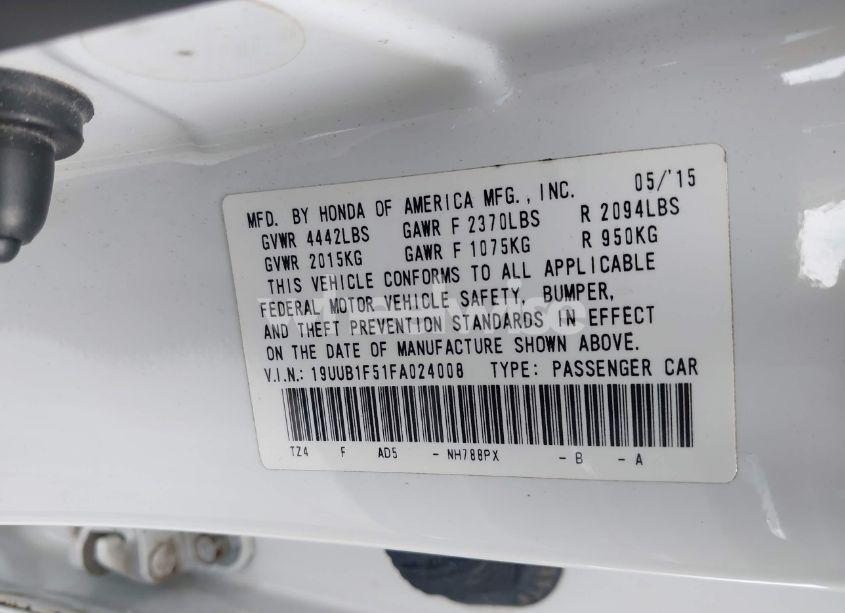 MFD. BY HONDA OF AMERICA MFG., INC. 05/'15
GVWR 4442LBS GAWR F 2370LBS R 2094LBS
GVWR 2015KG GAWR F 1075KG R 950KG
THIS VEHICLE CONFORMS TO ALL APPLICABLE
FEDERAL MOTOR VEHICLE SAFETY, BUMPER,
AND THEFT PREVENTION STANDARDS IN EFFECT
ON THE DATE OF MANUFACTURE SHOWN ABOVE.
V.I.N.: 19UUB1F51FA024008 TYPE: PASSENGER CAR
TZ4 F AD5 - NH788PX - B - A